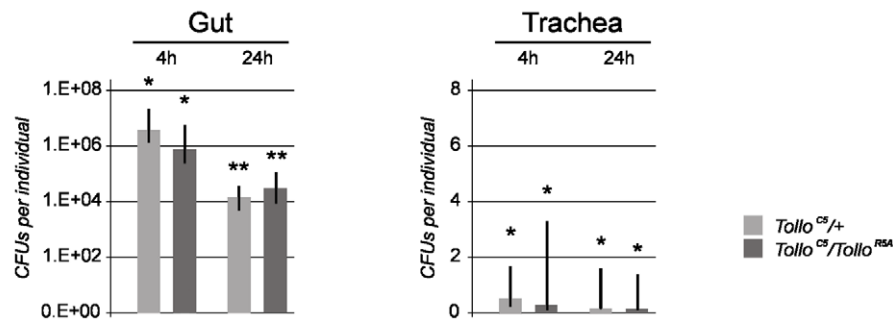 Gut
4h 24h
CFUs per individual
1.E+08
1.E+06
1.E+04
1.E+02
0.E+00
* * ** **
Trachea
4h 24h
CFUs per individual
8
6
4
2
0
* * * *
Tollo C5/+
Tollo C5/Tollo R5A